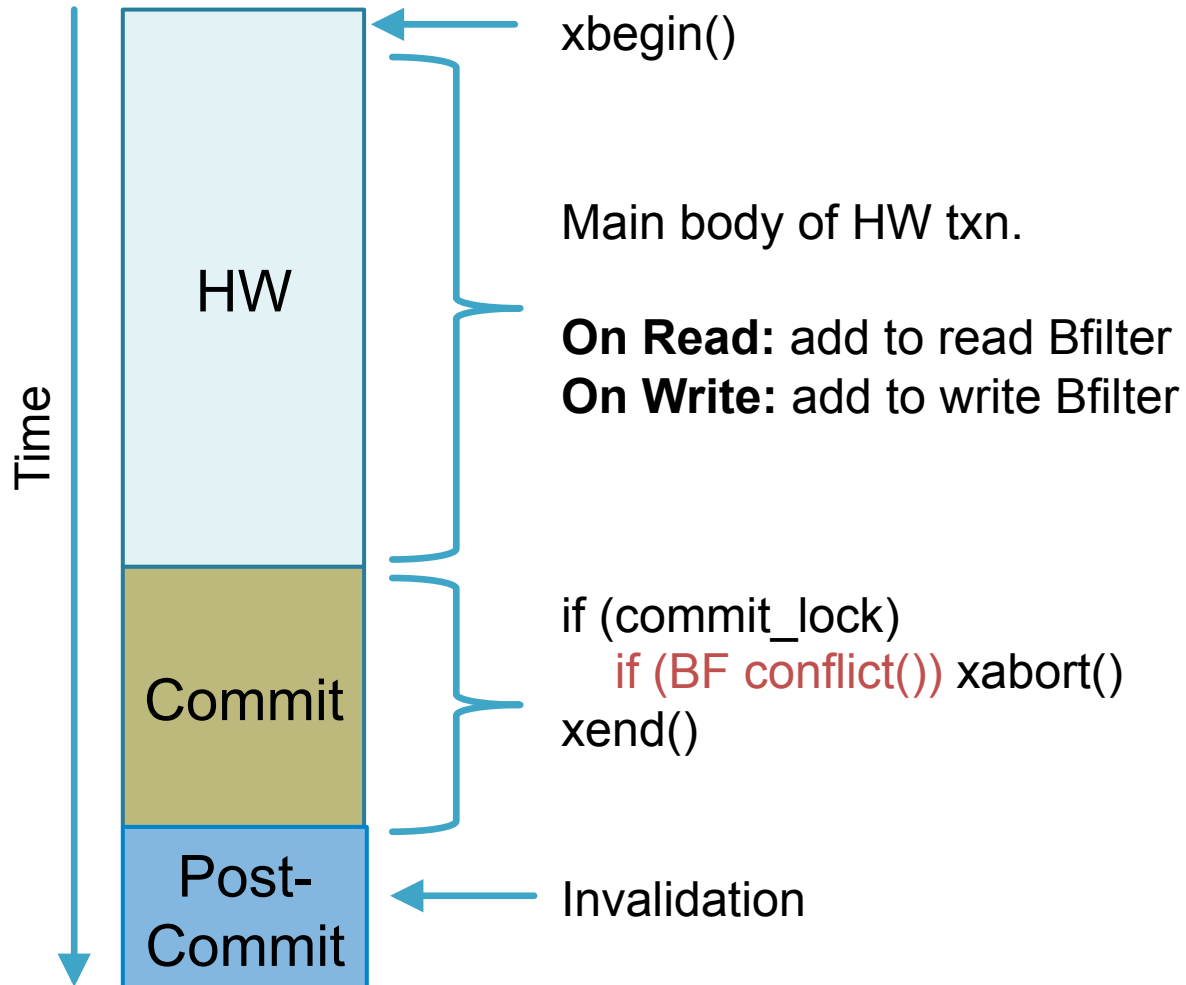 xbegin()
Main body of HW txn.
HW
On Read: add to read Bfilter
On Write: add to write Bfilter
Time
if (commit_lock)
if (BF conflict()) xabort()
Commit
xend()
Post-
Commit
Invalidation